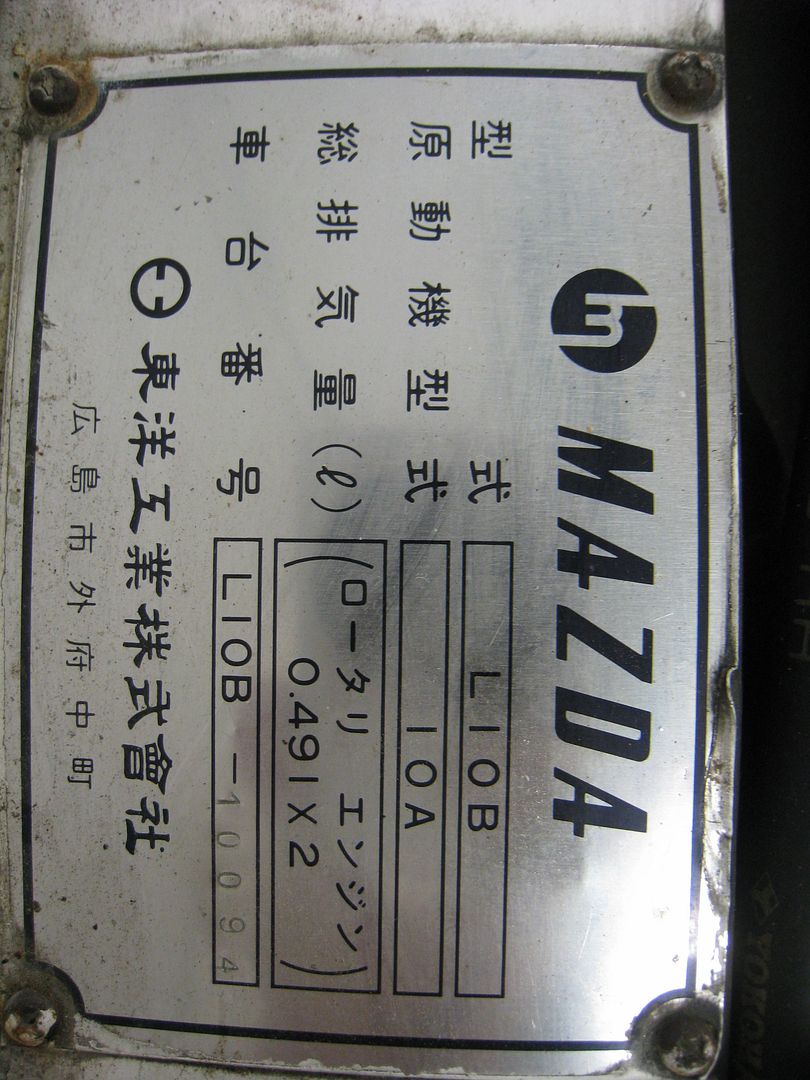 m MAZDA
型式 L10B
原動機型式 10A
総排気量(ℓ) (ロータリ エンジン
0.491×2)
車台番号 L10B-10094
東洋工業株式會社
広島市外府中町
YOKOH